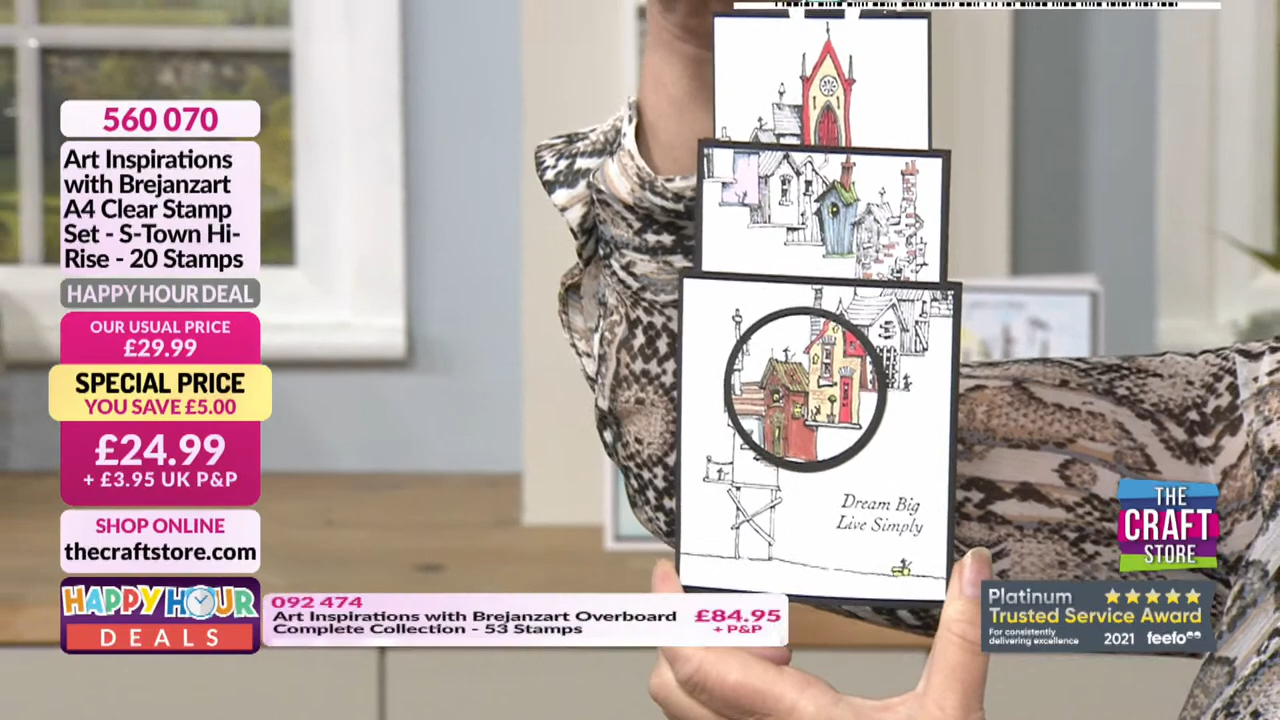 560 070
Art Inspirations
with Brejanzart
A4 Clear Stamp
Set - S-Town Hi-
Rise - 20 Stamps
HAPPY HOUR DEAL
OUR USUAL PRICE
£29.99
SPECIAL PRICE
YOU SAVE £5.00
£24.99
+ £3.95 UK P&P
SHOP ONLINE
thecraftstore.com
HAPPY HOUR
DEALS
092 474
Art Inspirations with Brejanzart Overboard
Complete Collection - 53 Stamps
£84.95
+ P&P
Dream Big
Live Simply
THE
CRAFT
STORE
Platinum
Trusted Service Award
For consistently
delivering excellence
2021 feefo